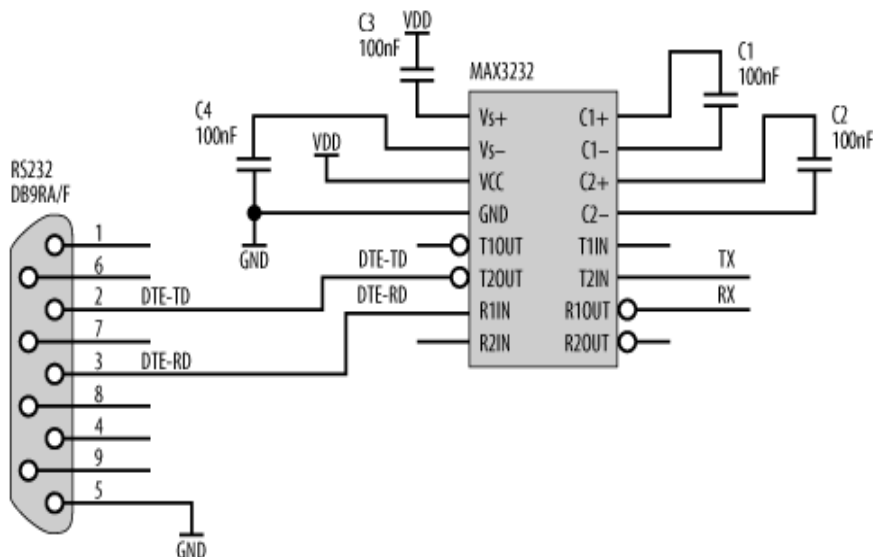 C3
100nF
VDD
MAX3232
C1
100nF
C2
100nF
C4
100nF
VDD
RS232
DB9RA/F
Vs+
Vs−
VCC
GND
T1OUT
T2OUT
R1IN
R2IN
C1+
C1−
C2+
C2−
T1IN
T2IN
R1OUT
R2OUT
TX
RX
GND
DTE-TD
DTE-RD
1
6
2
DTE-TD
7
3
DTE-RD
8
4
9
5
GND